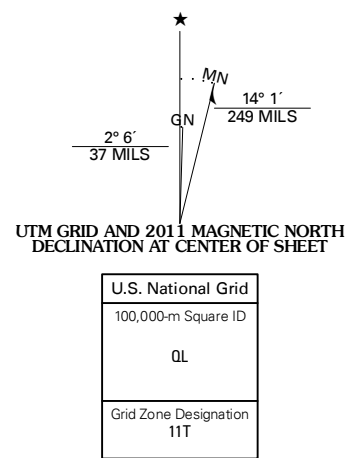 ★
MN
GN
14° 1´
249 MILS
2° 6´
37 MILS
UTM GRID AND 2011 MAGNETIC NORTH
DECLINATION AT CENTER OF SHEET
U.S. National Grid
100,000-m Square ID
QL
Grid Zone Designation
11T